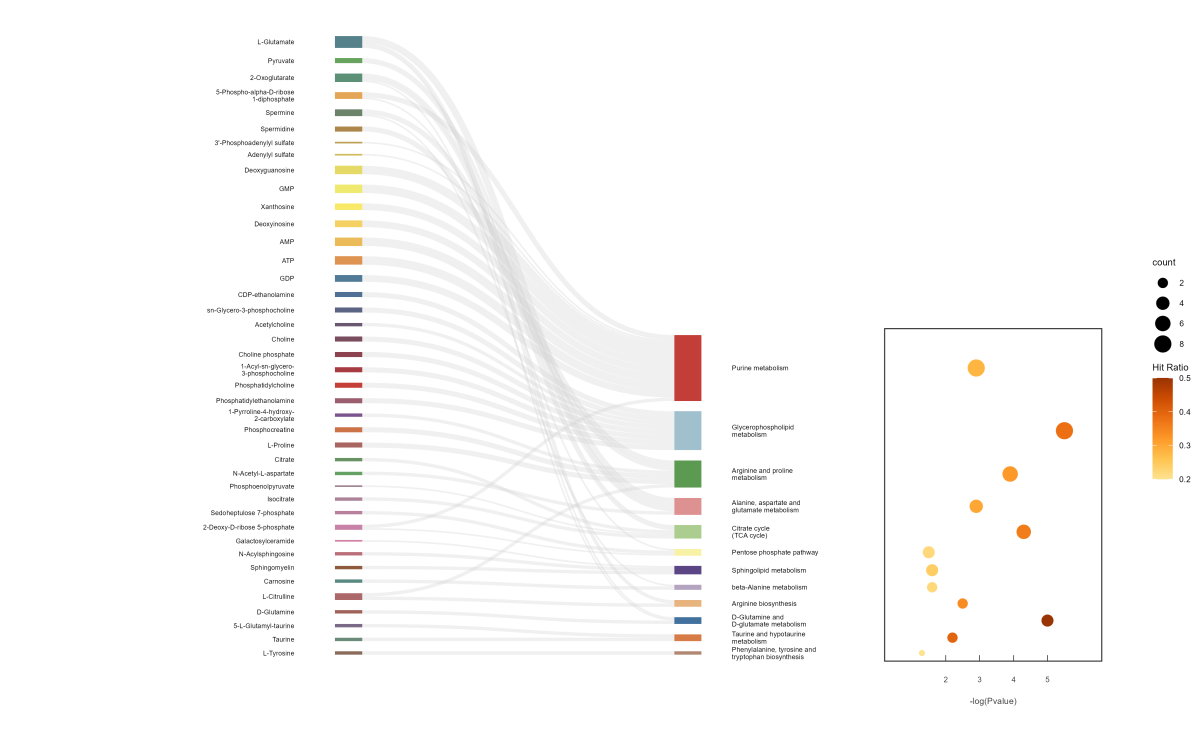 L-Glutamate
Pyruvate
2-Oxoglutarate
5-Phospho-alpha-D-ribose
1-diphosphate
Spermine
Spermidine
3'-Phosphoadenylyl sulfate
Adenylyl sulfate
Deoxyguanosine
GMP
Xanthosine
Deoxyinosine
AMP
ATP
GDP
CDP-ethanolamine
sn-Glycero-3-phosphocholine
Acetylcholine
Choline
Choline phosphate
1-Acyl-sn-glycero-
3-phosphocholine
Phosphatidylcholine
Phosphatidylethanolamine
1-Pyrroline-4-hydroxy-
2-carboxylate
Phosphocreatine
L-Proline
Citrate
N-Acetyl-L-aspartate
Phosphoenolpyruvate
Isocitrate
Sedoheptulose 7-phosphate
2-Deoxy-D-ribose 5-phosphate
Galactosylceramide
N-Acylsphingosine
Sphingomyelin
Carnosine
L-Citrulline
D-Glutamine
5-L-Glutamyl-taurine
Taurine
L-Tyrosine
Purine metabolism
Glycerophospholipid
metabolism
Arginine and proline
metabolism
Alanine, aspartate and
glutamate metabolism
Citrate cycle
(TCA cycle)
Pentose phosphate pathway
Sphingolipid metabolism
beta-Alanine metabolism
Arginine biosynthesis
D-Glutamine and
D-glutamate metabolism
Taurine and hypotaurine
metabolism
Phenylalanine, tyrosine and
tryptophan biosynthesis
2 3 4 5
-log(Pvalue)
count
2
4
6
8
Hit Ratio
0.5
0.4
0.3
0.2